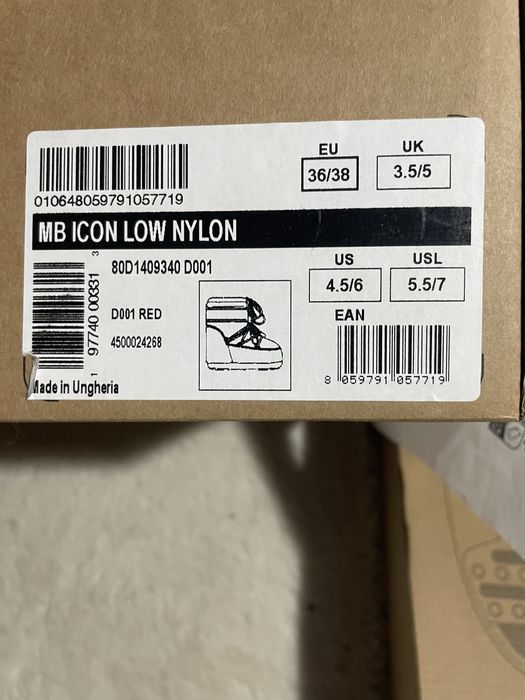 EU
UK
36/38
3.5/5
010648059791057719
MB ICON LOW NYLON
80D1409340 D001
US
USL
4.5/6
5.5/7
D001 RED
4500024268
EAN
8 059791 057719
1 97740 00331 3
Made in Ungheria